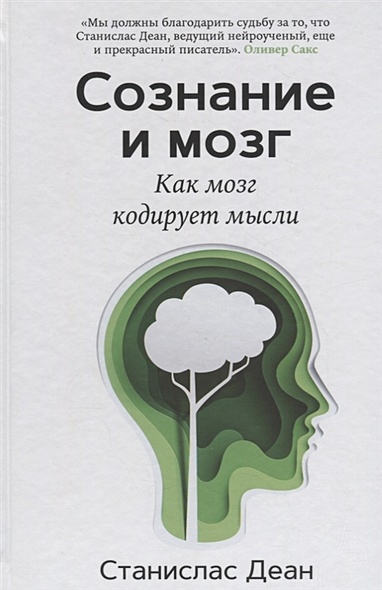 «Мы должны благодарить судьбу за то, что
Станислас Деан, ведущий нейроученый, еще
и прекрасный писатель». Оливер Сакс
Сознание
и мозг
Как мозг
кодирует мысли
Станислас Деан